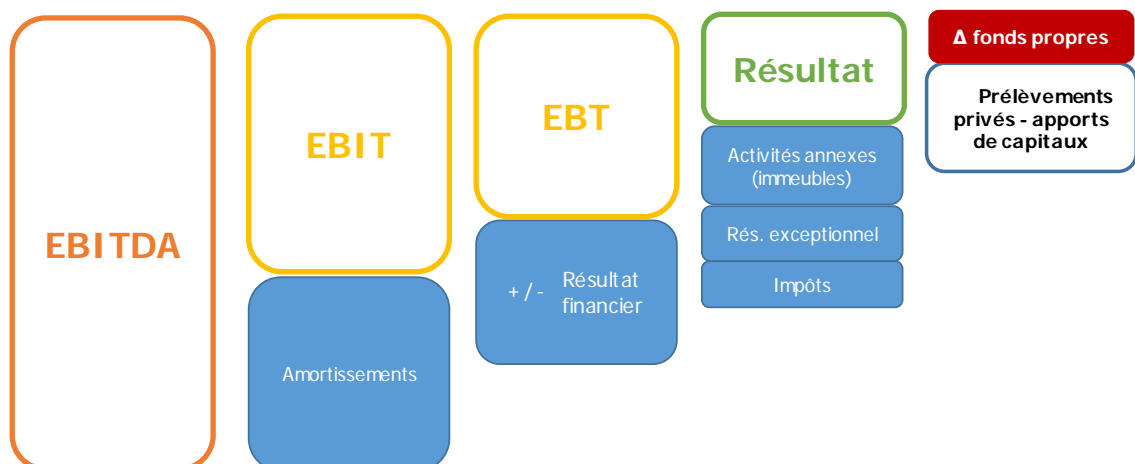 EBITDA
EBIT
Amortissements
EBT
+ / - Résultat
financier
Résultat
Activités annexes
(immeubles)
Rés. exceptionnel
Impôts
Δ fonds propres
Prélèvements
privés - apports
de capitaux